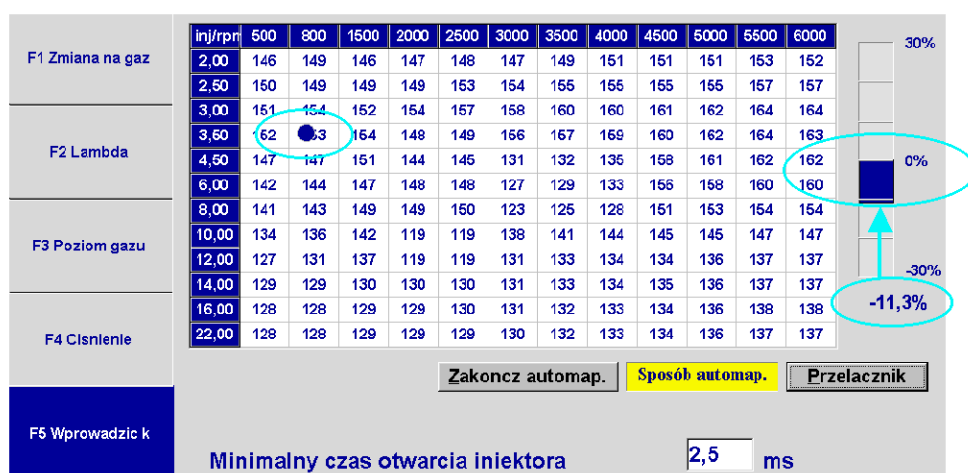 F1 Zmiana na gaz
F2 Lambda
F3 Poziom gazu
F4 Cisnienie
F5 Wprowadzic k
inj/rpm 500 800 1500 2000 2500 3000 3500 4000 4500 5000 5500 6000
2,00 146 149 146 147 148 147 149 151 151 151 153 152
2,50 150 149 149 149 153 154 155 155 155 155 157 157
3,00 151 154 152 154 157 158 160 160 161 162 164 164
3,50 152 154 148 149 156 157 159 160 162 164 163
4,50 147 147 151 144 145 131 132 135 158 161 162 162
6,00 142 144 147 148 148 127 129 133 156 158 160 160
8,00 141 143 149 149 150 123 125 128 151 153 154 154
10,00 134 136 142 119 119 138 141 144 145 145 147 147
12,00 127 131 137 119 119 131 133 134 134 136 137 137
14,00 129 129 130 130 130 131 133 134 135 136 137 137
16,00 128 128 129 129 130 131 132 133 134 136 138 138
22,00 128 128 129 129 129 130 132 133 134 136 137 137
30%
0%
-30%
-11,3%
Zakoncz automap. Sposób automap. Przelacznik
Minimalny czas otwarcia iniektora 2,5 ms